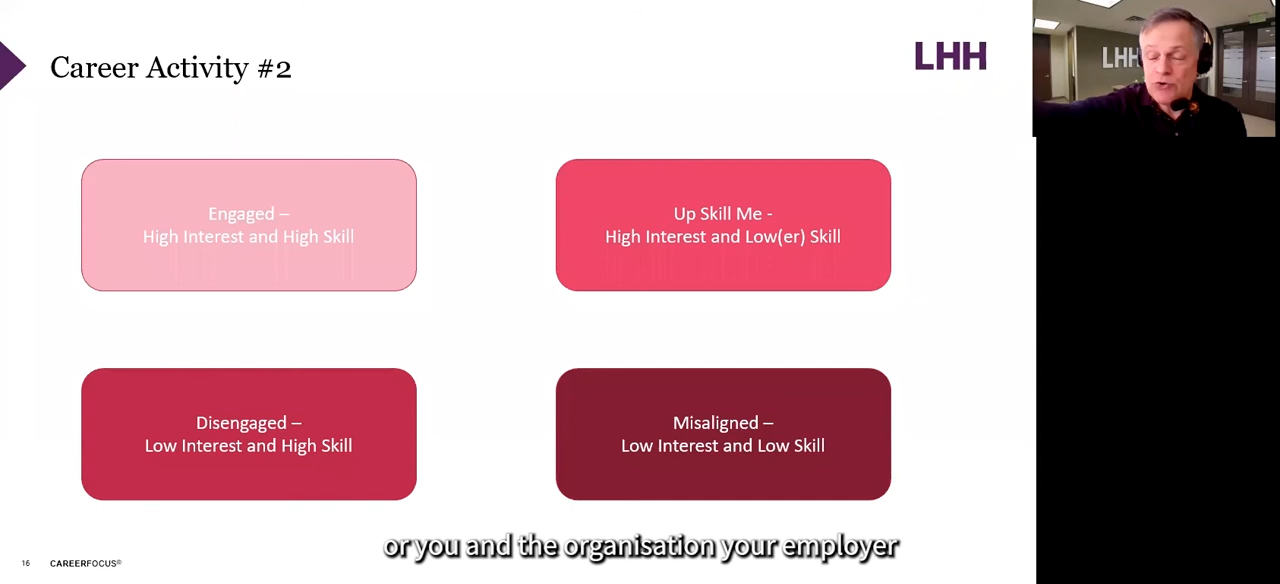 Career Activity #2
LHH
LHH
Engaged –
High Interest and High Skill
Up Skill Me -
High Interest and Low(er) Skill
Disengaged –
Low Interest and High Skill
Misaligned –
Low Interest and Low Skill
or you and the organisation your employer
16 CAREERFOCUS®